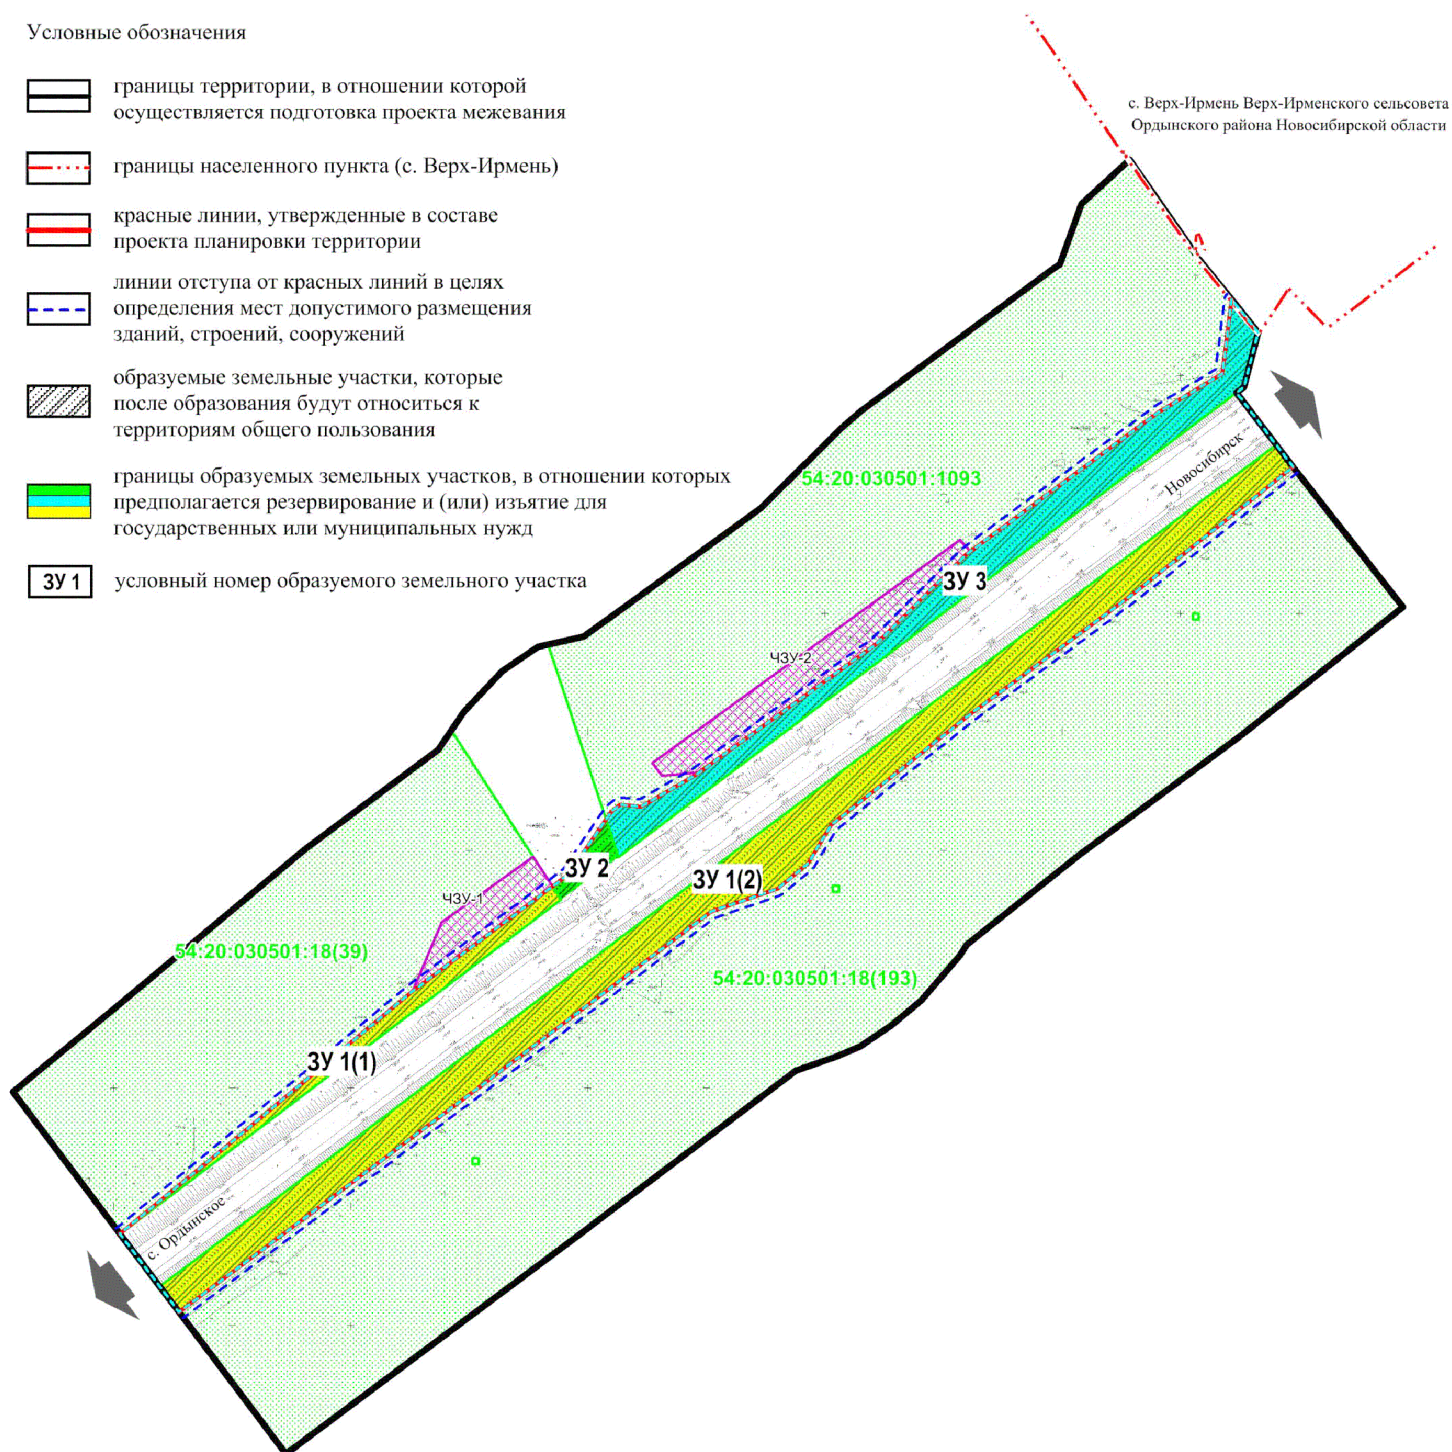 Условные обозначения
границы территории, в отношении которой
осуществляется подготовка проекта межевания
границы населенного пункта (с. Верх-Ирмень)
красные линии, утвержденные в составе
проекта планировки территории
линии отступа от красных линий в целях
определения мест допустимого размещения
зданий, строений, сооружений
образуемые земельные участки, которые
после образования будут относиться к
территориям общего пользования
границы образуемых земельных участков, в отношении которых
предполагается резервирование и (или) изъятие для
государственных или муниципальных нужд
ЗУ 1
условный номер образуемого земельного участка
с. Верх-Ирмень Верх-Ирменского сельсовета
Ордынского района Новосибирской области
54:20:030501:1093
Новосибирск
ЗУ 3
ЧЗУ-2
ЗУ 2
ЗУ 1(2)
ЧЗУ-1
54:20:030501:18(39)
54:20:030501:18(193)
ЗУ 1(1)
с. Ордынское